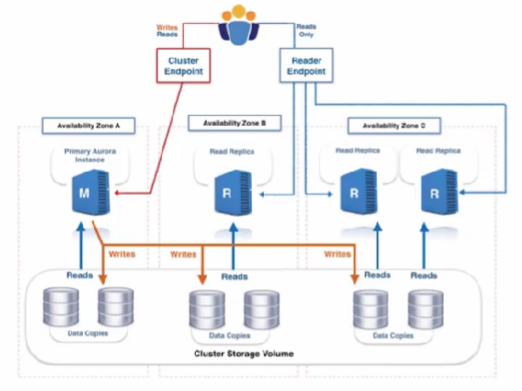 Writes
Reads
Reads
Only
Cluster
Endpoint
Reader
Endpoint
Availability Zone A
Availability Zone B
Availability Zone C
Primary Aurora
Instance
Read Replica
Read Replica
Read Replica
M
R
R
R
Reads
Writes
Writes
Reads
Writes
Reads
Reads
Data Copies
Data Copies
Data Copies
Cluster Storage Volume